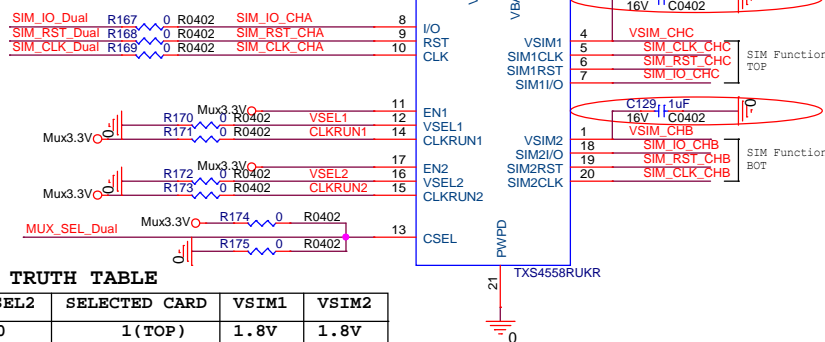 16V C0402
SIM_IO_Dual R167 0 R0402 SIM_IO_CHA 8 I/O
SIM_RST_Dual R168 0 R0402 SIM_RST_CHA 9 RST
SIM_CLK_Dual R169 0 R0402 SIM_CLK_CHA 10 CLK
VSIM1 4 VSIM_CHC
SIM1CLK 5 SIM_CLK_CHC
SIM1RST 6 SIM_RST_CHC
SIM1I/O 7 SIM_IO_CHC
SIM Function
TOP
C129 1uF
16V C0402
Mux3.3V 11 EN1
R170 0 R0402 VSEL1 12 VSEL1
Mux3.3V R171 0 R0402 CLKRUN1 14 CLKRUN1
VSIM2 1 VSIM_CHB
SIM2I/O 18 SIM_IO_CHB
SIM2RST 19 SIM_RST_CHB
SIM2CLK 20 SIM_CLK_CHB
SIM Function
BOT
Mux3.3V 17 EN2
R172 0 R0402 VSEL2 16 VSEL2
Mux3.3V R173 0 R0402 CLKRUN2 15 CLKRUN2
Mux3.3V R174 0 R0402
MUX_SEL_Dual 13 CSEL
R175 0 R0402
0
PWPD
21
TXS4558RUKR
0
TRUTH TABLE
SEL2 SELECTED CARD VSIM1 VSIM2
0 1(TOP) 1.8V 1.8V